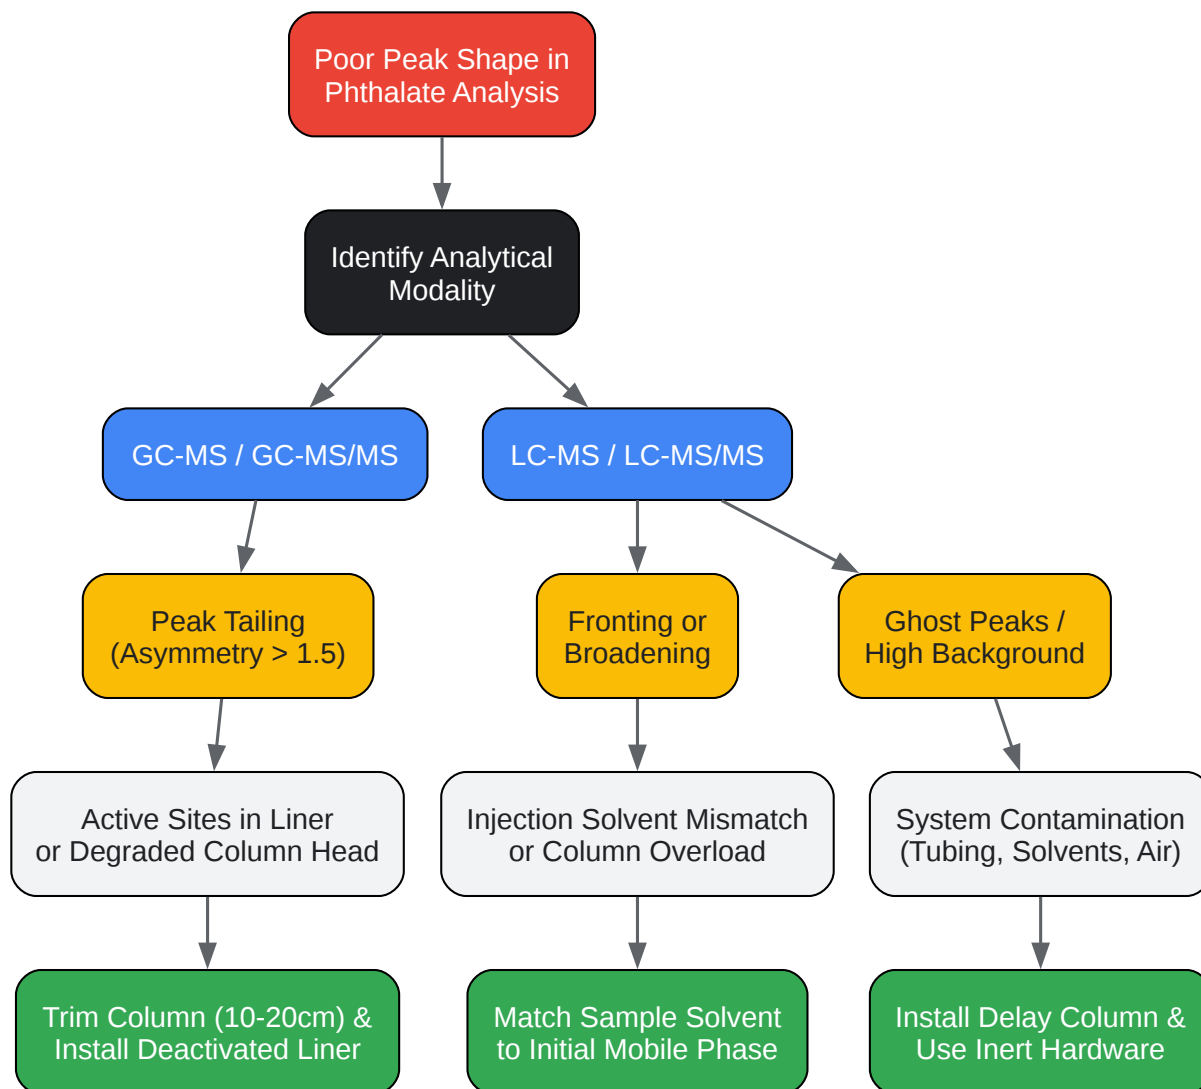 Poor Peak Shape in
Phthalate Analysis
Identify Analytical
Modality
GC-MS / GC-MS/MS
LC-MS / LC-MS/MS
Peak Tailing
(Asymmetry > 1.5)
Fronting or
Broadening
Ghost Peaks /
High Background
Active Sites in Liner
or Degraded Column Head
Injection Solvent Mismatch
or Column Overload
System Contamination
(Tubing, Solvents, Air)
Trim Column (10-20cm) &
Install Deactivated Liner
Match Sample Solvent
to Initial Mobile Phase
Install Delay Column &
Use Inert Hardware